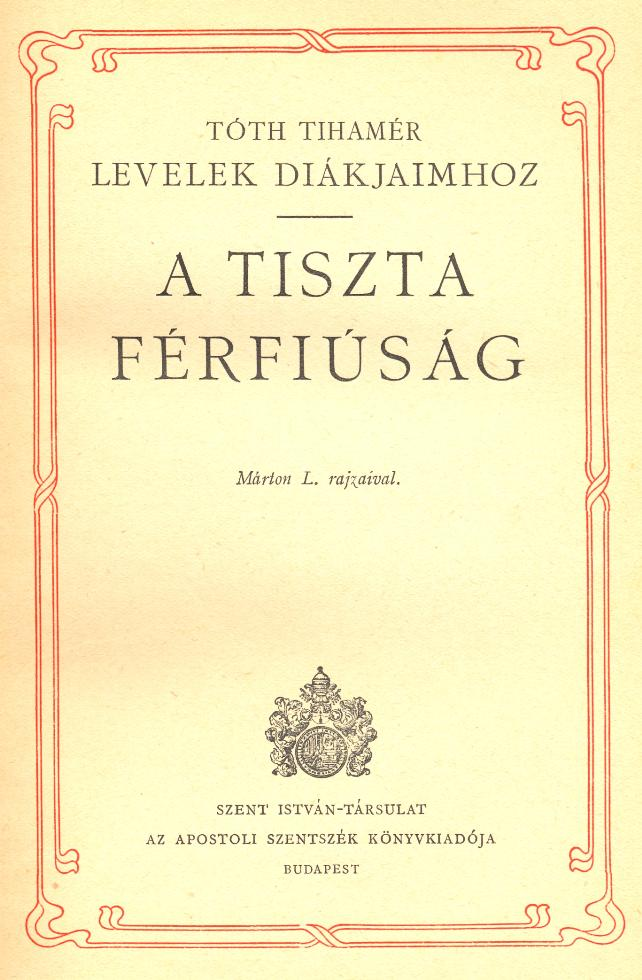 TÓTH TIHAMÉR
LEVELEK DIÁKJAIMHOZ
A TISZTA
FÉRFIÚSÁG
Márton L. rajzaival.
SZENT ISTVÁN-TÁRSULAT
AZ APOSTOLI SZENTSZÉK KÖNYVKIADÓJA
BUDAPEST